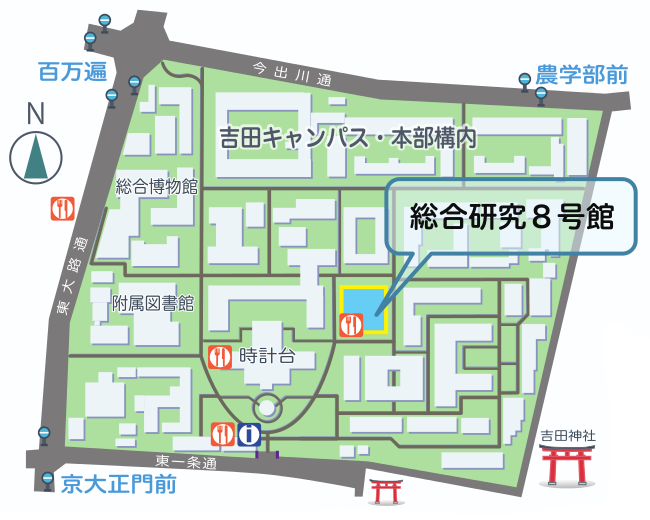 今出川通
百万遍
農学部前
N
吉田キャンパス・本部構内
総合博物館
総合研究８号館
東大路通
附属図書館
時計台
吉田神社
東一条通
京大正門前